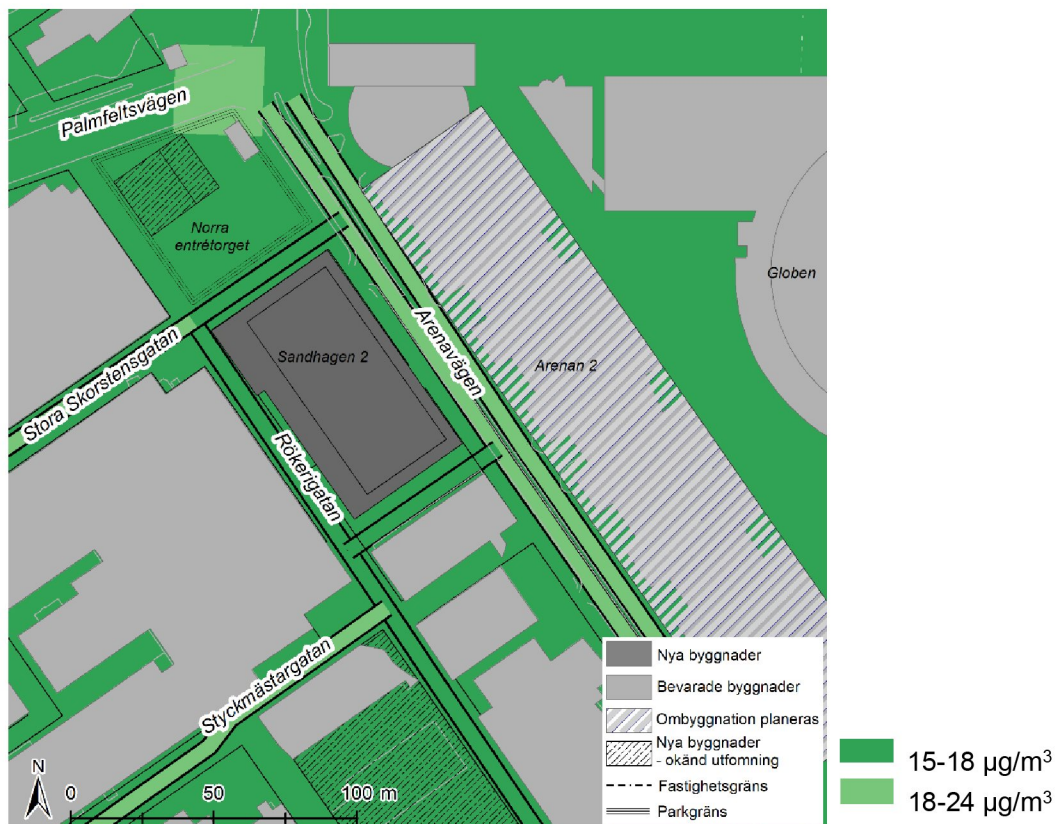 Palmfeltsvägen
Norra
entrétorget
Globen
Sandhagen 2
Arenavägen
Arenan 2
Stora Skorstensgatan
Rökerigatan
Styckmästargatan
Nya byggnader
Bevarade byggnader
Ombyggnation planeras
Nya byggnader
- okänd utfomning
Fastighetsgräns
Parkgräns
15-18 µg/m³
18-24 µg/m³
N
0 50 100 m